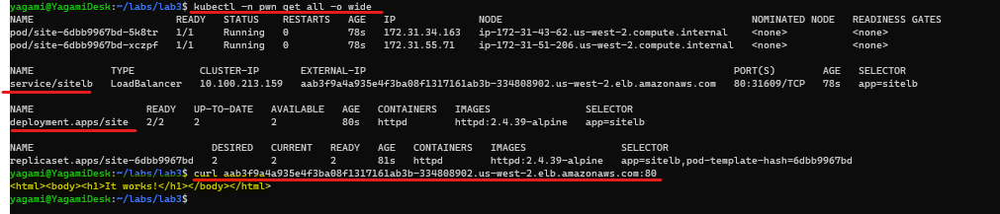 yagami@YagamiDesk:~/labs/lab3$ kubectl -n pwn get all -o wide
NAME READY STATUS RESTARTS AGE IP NODE NOMINATED NODE READINESS GATES
pod/site-6dbb9967bd-5k8tr 1/1 Running 0 78s 172.31.34.163 ip-172-31-43-62.us-west-2.compute.internal <none> <none>
pod/site-6dbb9967bd-xczpf 1/1 Running 0 78s 172.31.55.71 ip-172-31-51-206.us-west-2.compute.internal <none> <none>
NAME TYPE CLUSTER-IP EXTERNAL-IP PORT(S) AGE SELECTOR
service/sitelb LoadBalancer 10.100.213.159 aab3f9a4a935e4f3ba08f1317161ab3b-334808902.us-west-2.elb.amazonaws.com 80:31609/TCP 78s app=sitelb
NAME READY UP-TO-DATE AVAILABLE AGE CONTAINERS IMAGES SELECTOR
deployment.apps/site 2/2 2 2 80s httpd httpd:2.4.39-alpine app=sitelb
NAME DESIRED CURRENT READY AGE CONTAINERS IMAGES SELECTOR
replicaset.apps/site-6dbb9967bd 2 2 2 81s httpd httpd:2.4.39-alpine app=sitelb,pod-template-hash=6dbb9967bd
yagami@YagamiDesk:~/labs/lab3$ curl aab3f9a4a935e4f3ba08f1317161ab3b-334808902.us-west-2.elb.amazonaws.com:80
<html><body><h1>It works!</h1></body></html>
yagami@YagamiDesk:~/labs/lab3$